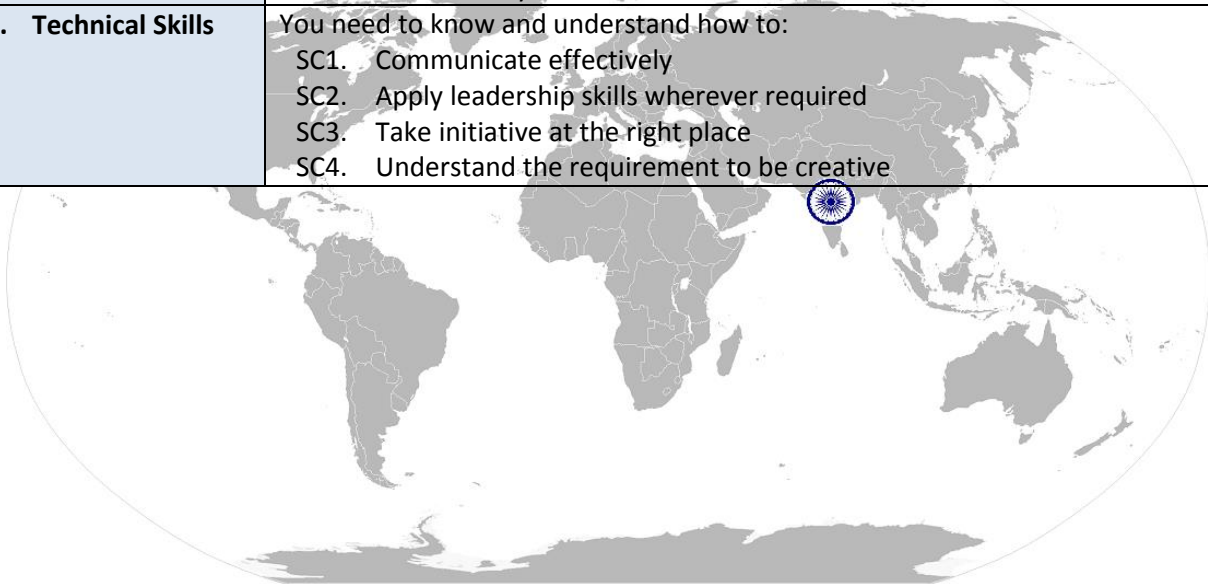 . Technical Skills
You need to know and understand how to:
SC1. Communicate effectively
SC2. Apply leadership skills wherever required
SC3. Take initiative at the right place
SC4. Understand the requirement to be creative